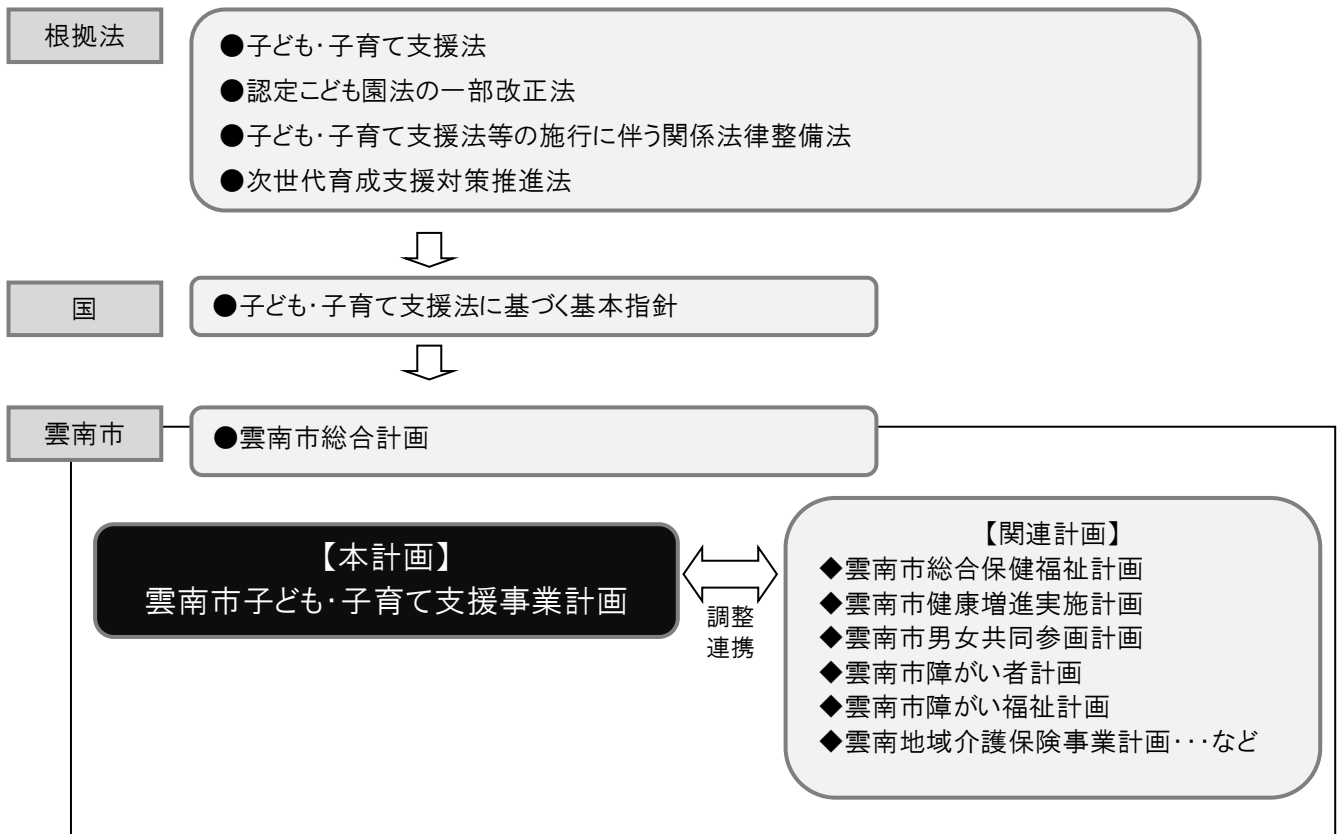 根拠法
●子ども・子育て支援法
●認定こども園法の一部改正法
●子ども・子育て支援法等の施行に伴う関係法律整備法
●次世代育成支援対策推進法
国
●子ども・子育て支援法に基づく基本指針
雲南市
●雲南市総合計画
【本計画】
雲南市子ども・子育て支援事業計画
調整
連携
【関連計画】
◆雲南市総合保健福祉計画
◆雲南市健康増進実施計画
◆雲南市男女共同参画計画
◆雲南市障がい者計画
◆雲南市障がい福祉計画
◆雲南地域介護保険事業計画・・・など